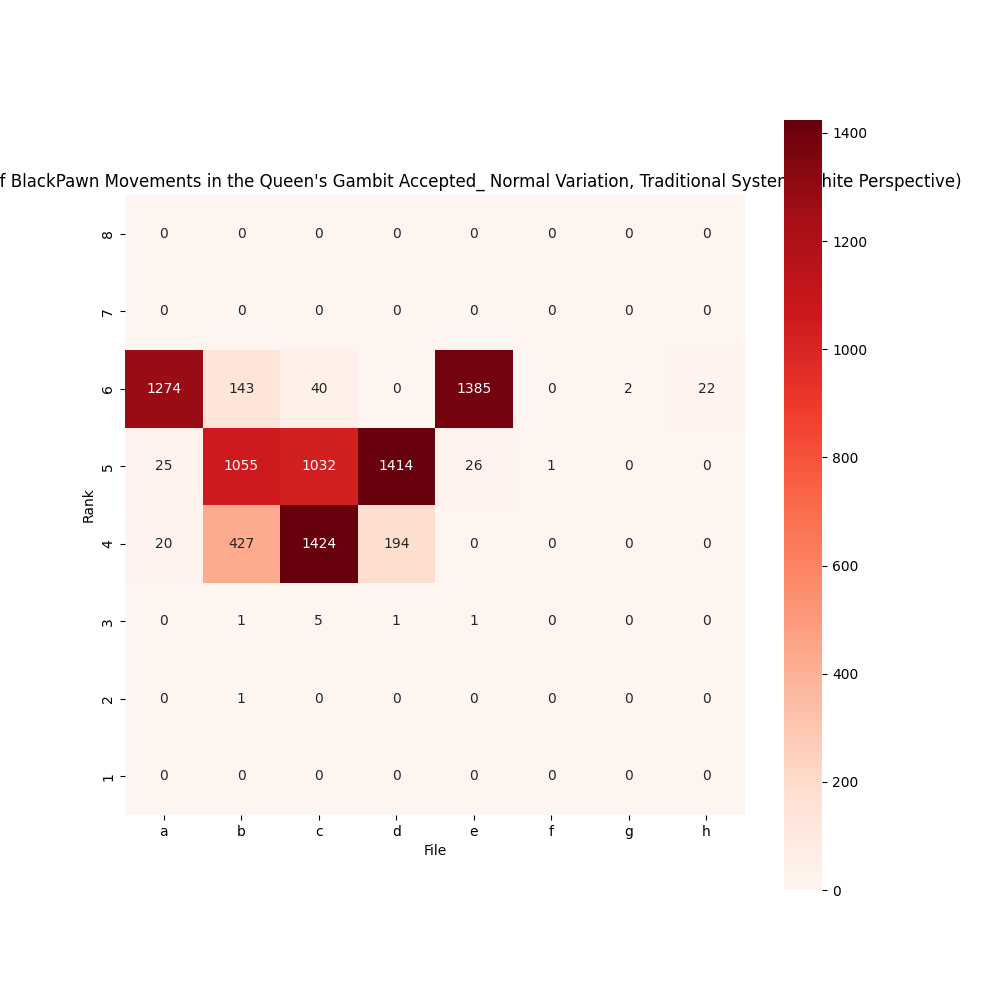 f BlackPawn Movements in the Queen's Gambit Accepted_ Normal Variation, Traditional System hite Perspective)
1400
1200
1000
800
600
400
200
0
Rank
8 0 0 0 0 0 0 0 0
7 0 0 0 0 0 0 0 0
6 1274 143 40 0 1385 0 2 22
5 25 1055 1032 1414 26 1 0 0
4 20 427 1424 194 0 0 0 0
3 0 1 5 1 1 0 0 0
2 0 1 0 0 0 0 0 0
1 0 0 0 0 0 0 0 0
a b c d e f g h
File